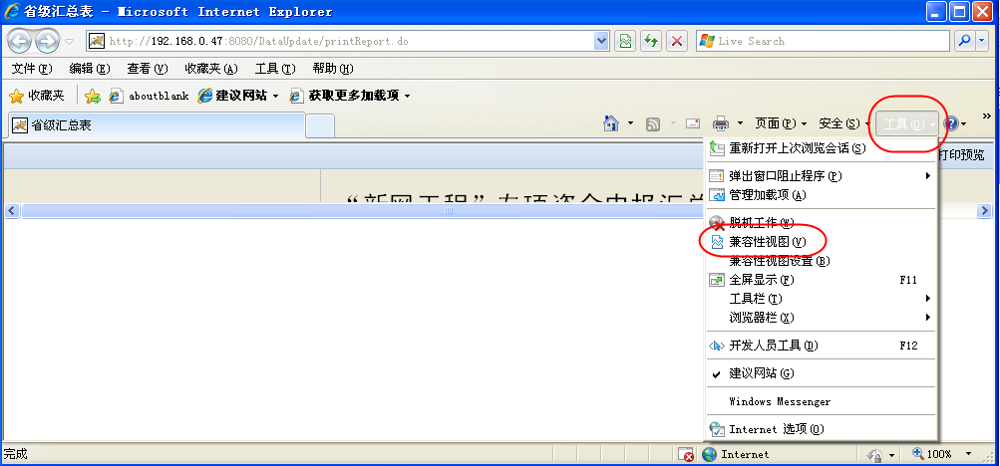 省级汇总表 - Microsoft Internet Explorer
http://192.168.0.47:8080/DataUpdate/printReport.do
Live Search
文件(F) 编辑(E) 查看(V) 收藏夹(A) 工具(T) 帮助(H)
收藏夹 aboutblank 建议网站 获取更多加载项
省级汇总表 页面(P) 安全(S) 工具(O) »
打印预览
“新网工程”专项资金申报汇总
重新打开上次浏览会话(S)
弹出窗口阻止程序(P)
管理加载项(A)
脱机工作(W)
兼容性视图(V)
兼容性视图设置(B)
全屏显示(F) F11
工具栏(T)
浏览器栏(X)
开发人员工具(D) F12
建议网站(G)
Windows Messenger
Internet 选项(O)
完成 Internet 100%